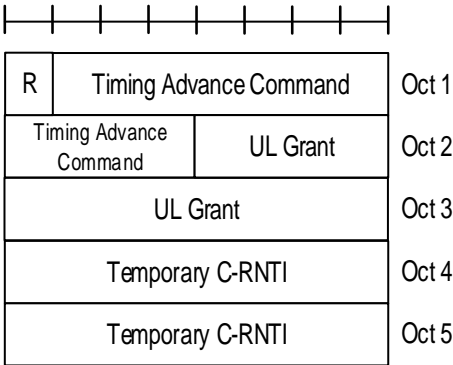 R Timing Advance Command Oct 1
Timing Advance
Command
UL Grant Oct 2
UL Grant Oct 3
Temporary C-RNTI Oct 4
Temporary C-RNTI Oct 5